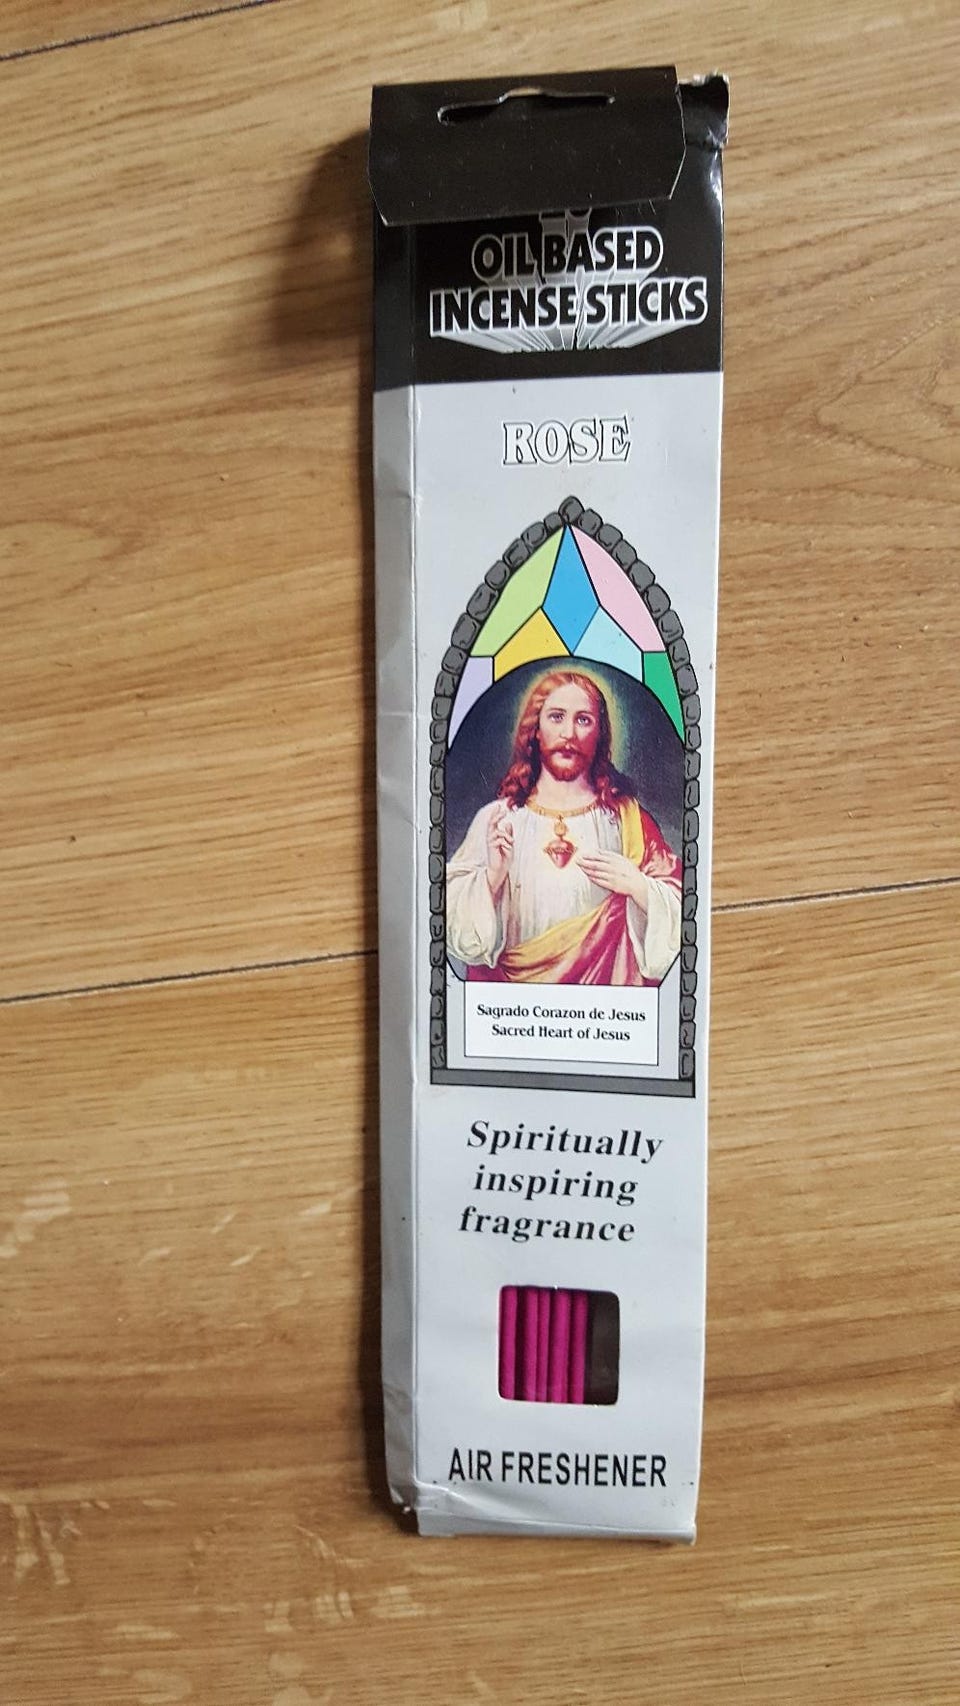 OIL BASED
INCENSE STICKS
ROSE
Sagrado Corazon de Jesus
Sacred Heart of Jesus
Spiritually
inspiring
fragrance
AIR FRESHENER